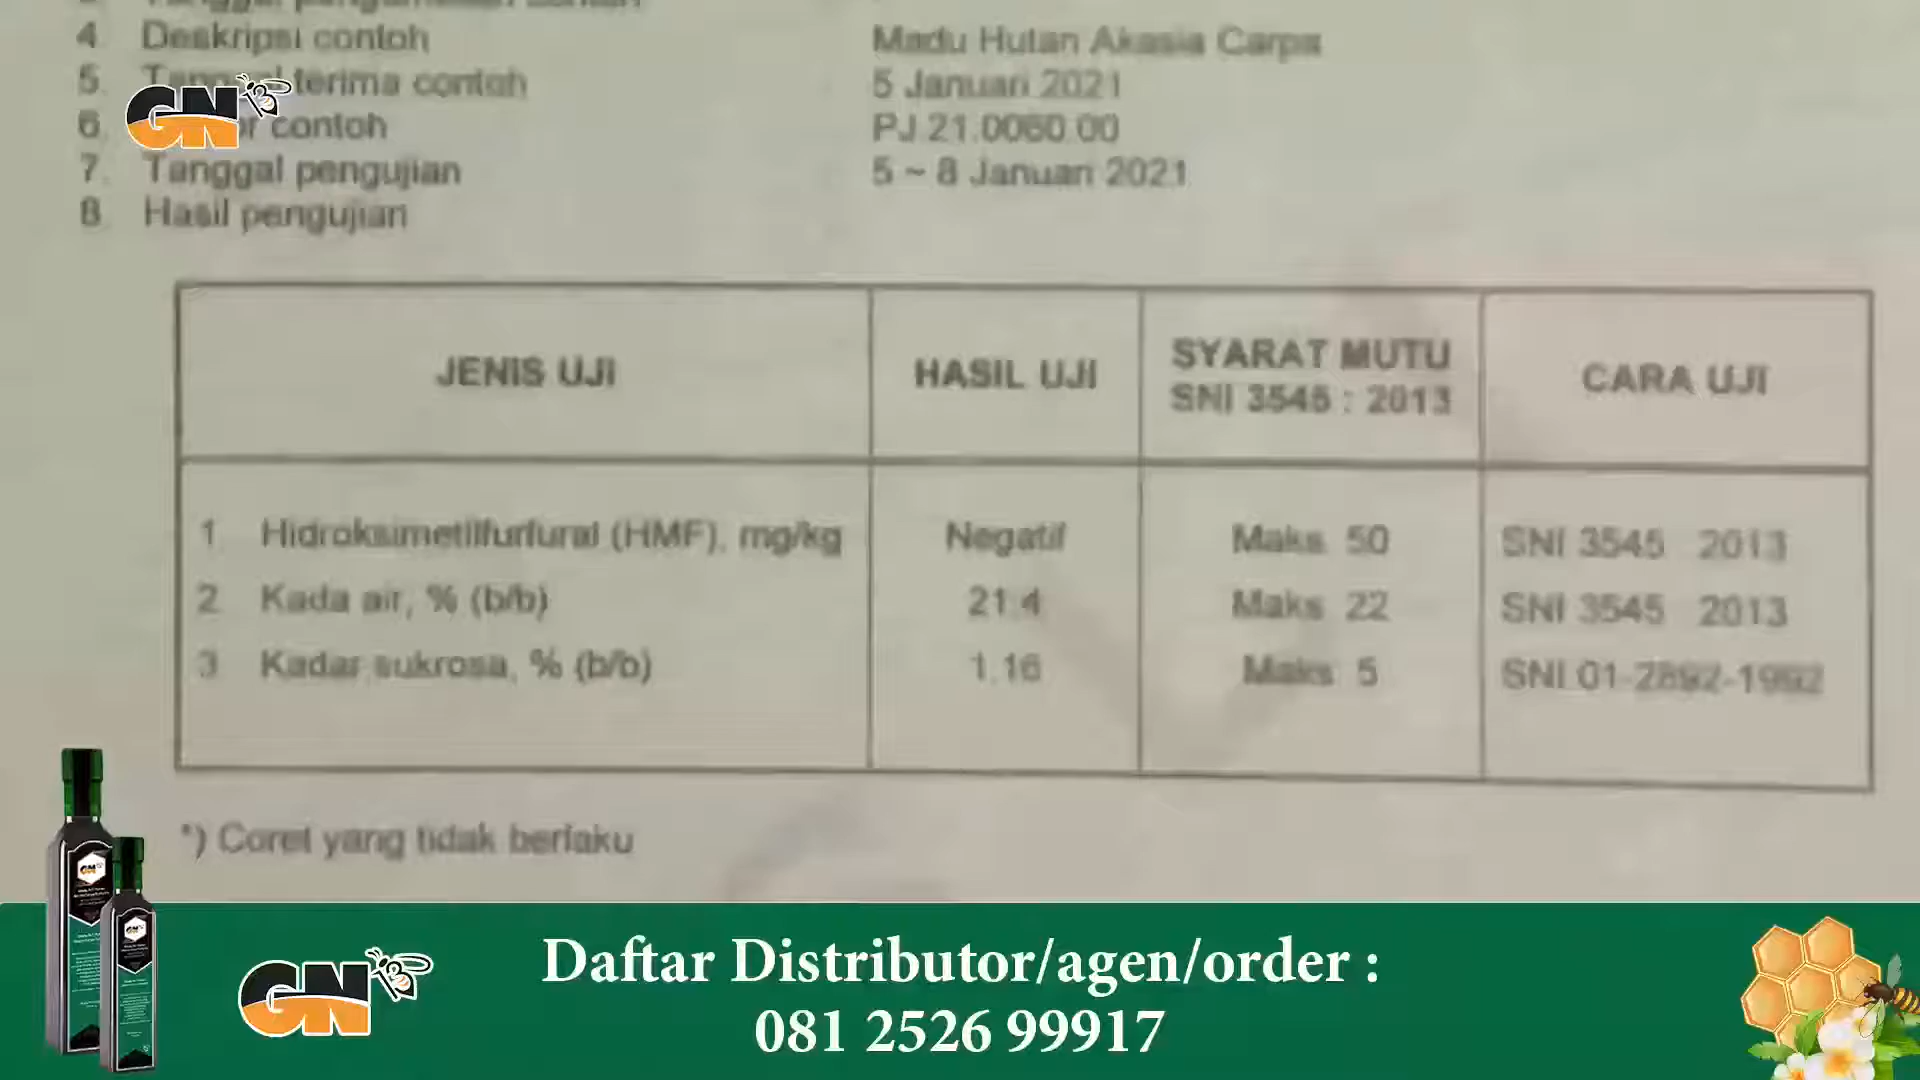 4. Deskripsi contoh Madu Hutan Akasia Carpa
5. terima contoh 5 Januari 2021
6. contoh PJ 21.0060.00
7. Tanggal pengujian 5 ~ 8 Januari 2021
8. Hasil pengujian
GN 13
JENIS UJI HASIL UJI SYARAT MUTU SNI 3545 : 2013 CARA UJI
1. Hidroksimetilfurfural (HMF), mg/kg Negatif Maks. 50 SNI 3545 2013
2. Kada air, % (b/b) 21.4 Maks. 22 SNI 3545 2013
3. Kadar sukrosa, % (b/b) 1.16 Maks. 5 SNI 01-2892-1992
*) Coret yang tidak berlaku
GN 13
Daftar Distributor/agen/order :
081 2526 99917